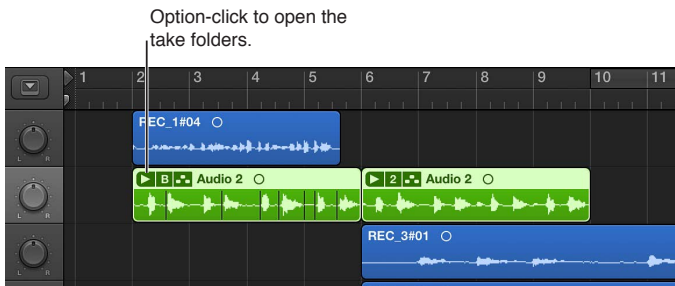 Option-click to open the
take folders.
1 2 3 4 5 6 7 8 9 10 11
REC_1#04
L R
B Audio 2 2 Audio 2
L R
REC_3#01
L R